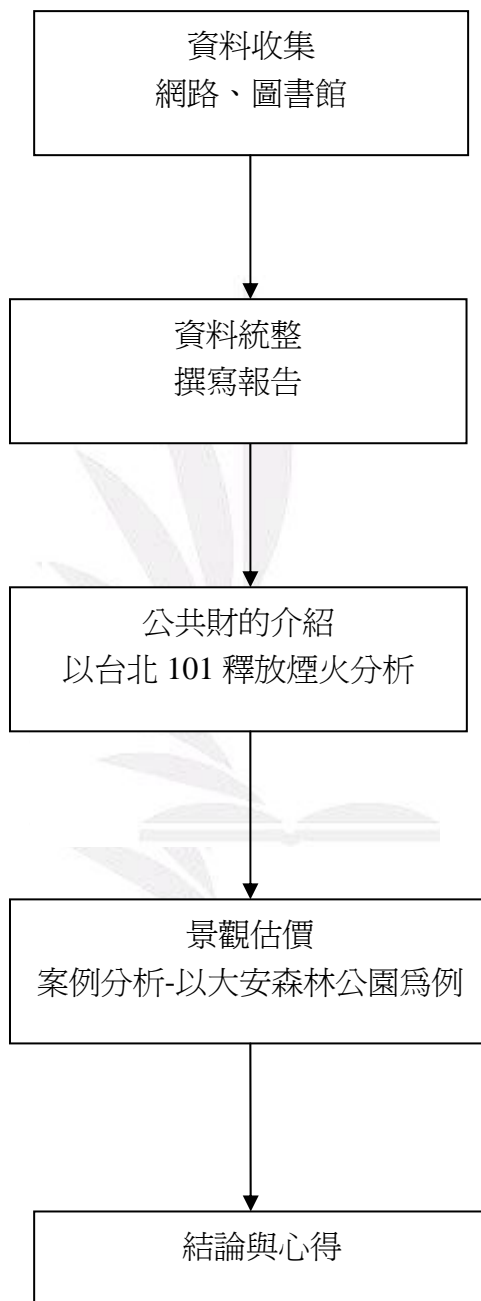 資料收集
網路、圖書館
資料統整
撰寫報告
公共財的介紹
以台北 101 釋放煙火分析
景觀估價
案例分析-以大安森林公園爲例
結論與心得